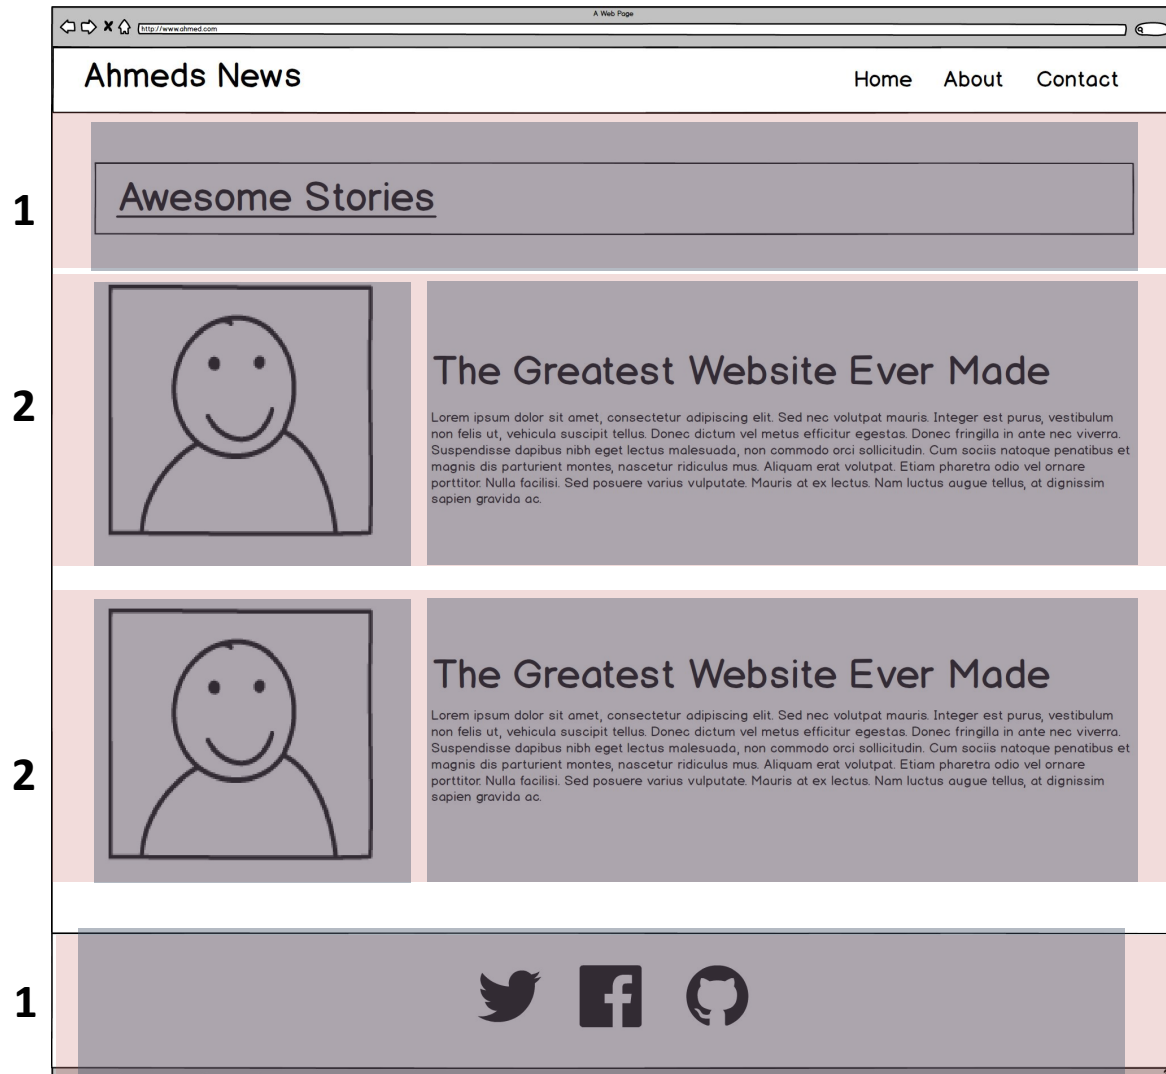 A Web Page
http://www.ahmed.com
Ahmeds News
Home About Contact
1
Awesome Stories
2
The Greatest Website Ever Made
Lorem ipsum dolor sit amet, consectetur adipiscing elit. Sed nec volutpat mauris. Integer est purus, vestibulum
non felis ut, vehicula suscipit tellus. Donec dictum vel metus efficitur egestas. Donec fringilla in ante nec viverra.
Suspendisse dapibus nibh eget lectus malesuada, non commodo orci sollicitudin. Cum sociis natoque penatibus et
magnis dis parturient montes, nascetur ridiculus mus. Aliquam erat volutpat. Etiam pharetra odio vel ornare
porttitor. Nulla facilisi. Sed posuere varius vulputate. Mauris at ex lectus. Nam luctus augue tellus, at dignissim
sapien gravida ac.
2
The Greatest Website Ever Made
Lorem ipsum dolor sit amet, consectetur adipiscing elit. Sed nec volutpat mauris. Integer est purus, vestibulum
non felis ut, vehicula suscipit tellus. Donec dictum vel metus efficitur egestas. Donec fringilla in ante nec viverra.
Suspendisse dapibus nibh eget lectus malesuada, non commodo orci sollicitudin. Cum sociis natoque penatibus et
magnis dis parturient montes, nascetur ridiculus mus. Aliquam erat volutpat. Etiam pharetra odio vel ornare
porttitor. Nulla facilisi. Sed posuere varius vulputate. Mauris at ex lectus. Nam luctus augue tellus, at dignissim
sapien gravida ac.
1